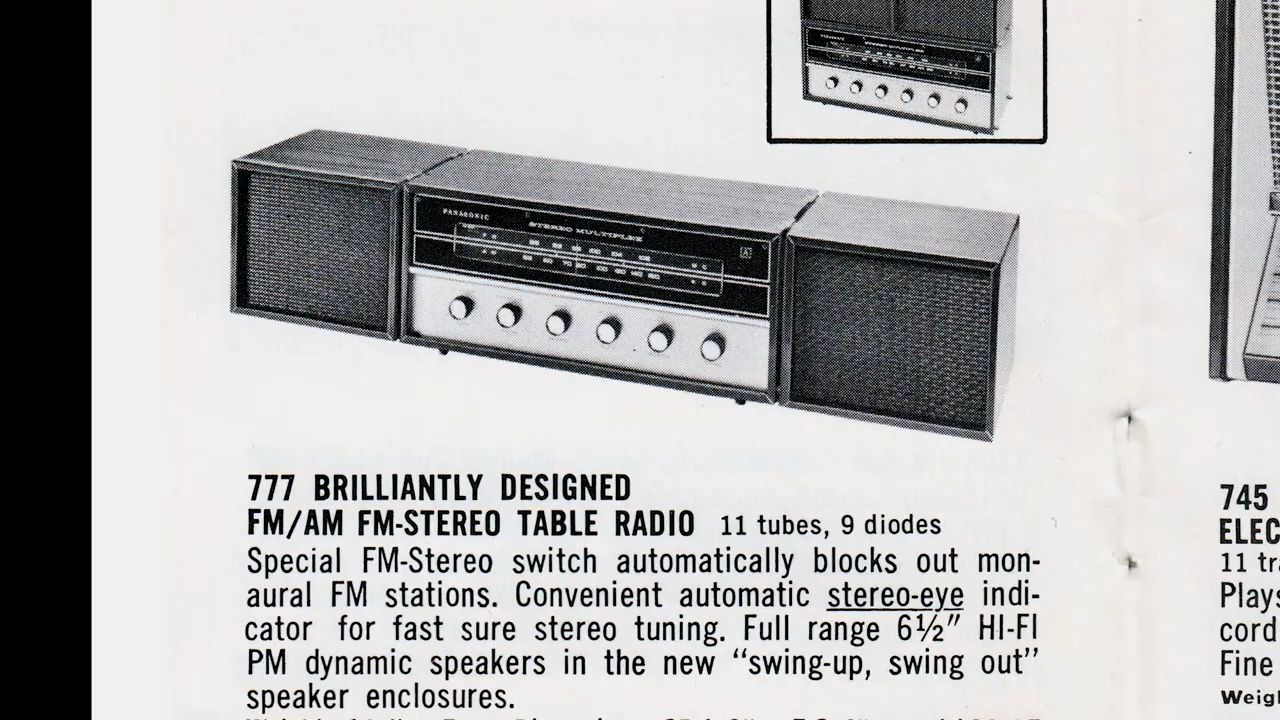 PANASONIC
STEREO MULTIPLEX
777 BRILLIANTLY DESIGNED
FM/AM FM-STEREO TABLE RADIO 11 tubes, 9 diodes
Special FM-Stereo switch automatically blocks out mon-
aural FM stations. Convenient automatic stereo-eye indi-
cator for fast sure stereo tuning. Full range 6½" HI-FI
PM dynamic speakers in the new "swing-up, swing out"
speaker enclosures.
745
ELEC
11 tra
Plays
cord
Fine
Weigh